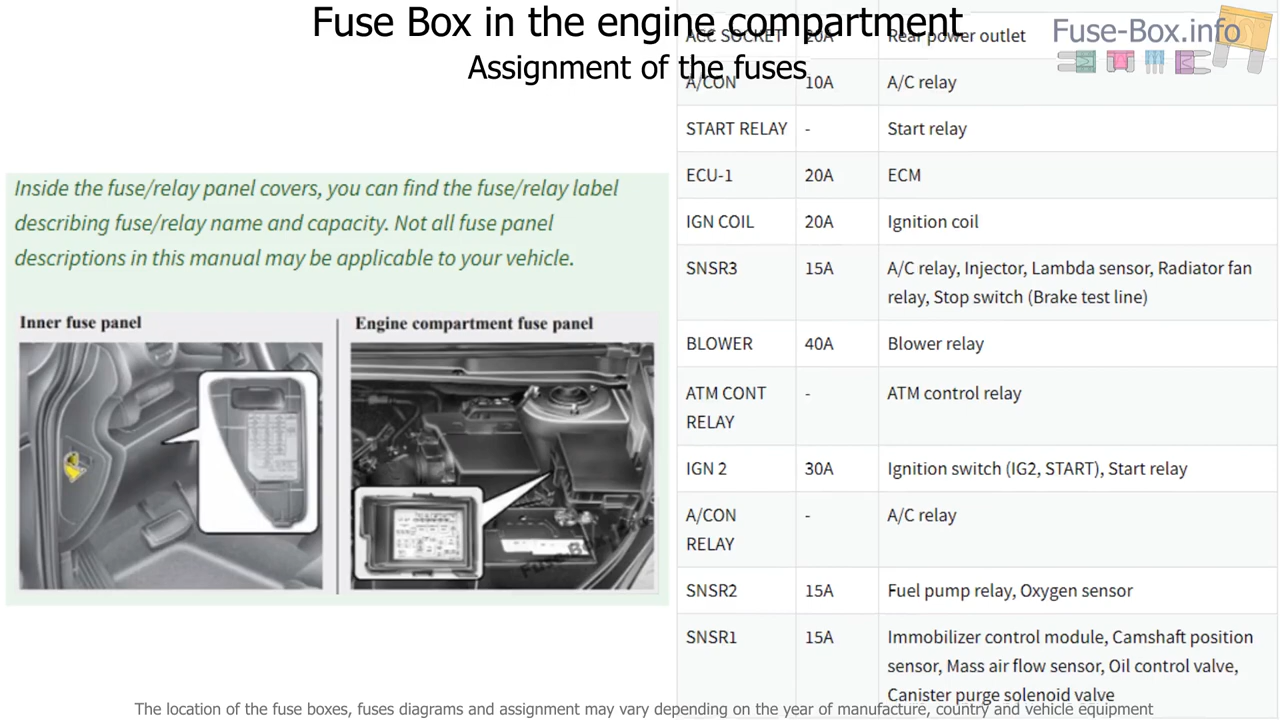 Fuse Box in the engine compartment
Assignment of the fuses
Fuse-Box.info
Inside the fuse/relay panel covers, you can find the fuse/relay label
describing fuse/relay name and capacity. Not all fuse panel
descriptions in this manual may be applicable to your vehicle.
Inner fuse panel
Engine compartment fuse panel
ACC SOCKET 20A Rear power outlet
A/CON 10A A/C relay
START RELAY - Start relay
ECU-1 20A ECM
IGN COIL 20A Ignition coil
SNSR3 15A A/C relay, Injector, Lambda sensor, Radiator fan
relay, Stop switch (Brake test line)
BLOWER 40A Blower relay
ATM CONT
RELAY - ATM control relay
IGN 2 30A Ignition switch (IG2, START), Start relay
A/CON
RELAY - A/C relay
SNSR2 15A Fuel pump relay, Oxygen sensor
SNSR1 15A Immobilizer control module, Camshaft position
sensor, Mass air flow sensor, Oil control valve,
Canister purge solenoid valve
The location of the fuse boxes, fuses diagrams and assignment may vary depending on the year of manufacture, country and vehicle equipment